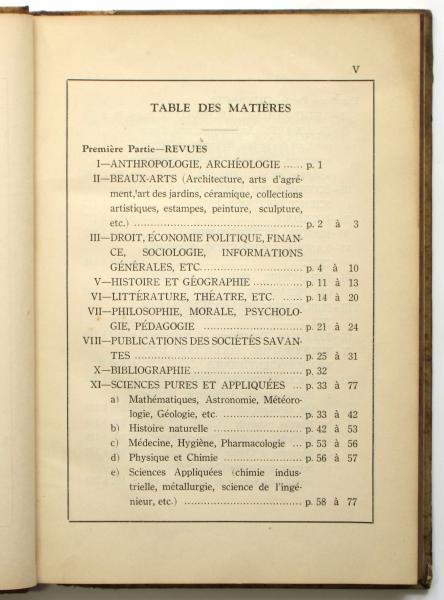 V
TABLE DES MATIÈRES
Première Partie—REVUES
I—ANTHROPOLOGIE, ARCHÉOLOGIE ...... p. 1
II—BEAUX-ARTS (Architecture, arts d'agré-
ment, art des jardins, céramique, collections
artistiques, estampes, peinture, sculpture,
etc.) ................................................ p. 2 à 3
III—DROIT, ÉCONOMIE POLITIQUE, FINAN-
CE, SOCIOLOGIE, INFORMATIONS
GÉNÉRALES, ETC. ........................... p. 4 à 10
V—HISTOIRE ET GÉOGRAPHIE .............. p. 11 à 13
VI—LITTÉRATURE, THÉATRE, ETC. ...... p. 14 à 20
VII—PHILOSOPHIE, MORALE, PSYCHOLO-
GIE, PÉDAGOGIE ........................... p. 21 à 24
VIII—PUBLICATIONS DES SOCIÉTÉS SAVAN-
TES ................................................ p. 25 à 31
X—BIBLIOGRAPHIE .............................. p. 32
XI—SCIENCES PURES ET APPLIQUÉES ... p. 33 à 77
a) Mathématiques, Astronomie, Météoro-
logie, Géologie, etc. ...................... p. 33 à 42
b) Histoire naturelle ......................... p. 42 à 53
c) Médecine, Hygiène, Pharmacologie ... p. 53 à 56
d) Physique et Chimie ...................... p. 56 à 57
e) Sciences Appliquées (chimie indus-
trielle, métallurgie, science de l'ingé-
nieur, etc.) ................................. p. 58 à 77